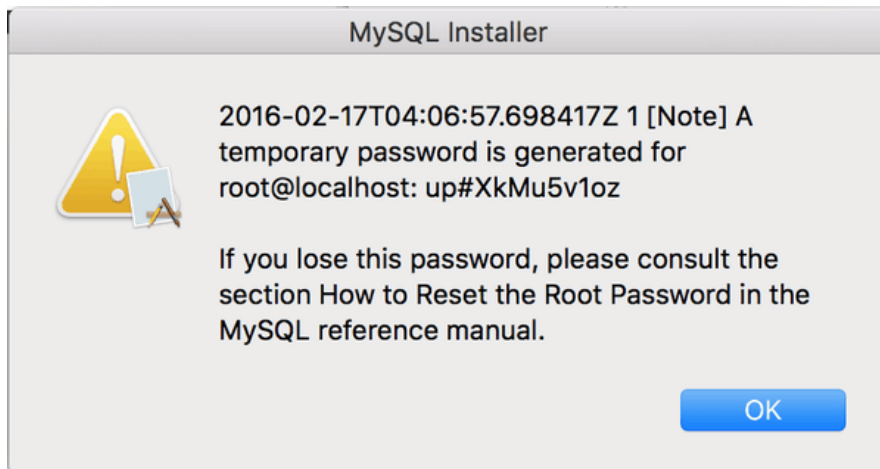 MySQL Installer
2016-02-17T04:06:57.698417Z 1 [Note] A
temporary password is generated for
root@localhost: up#XkMu5v1oz
If you lose this password, please consult the
section How to Reset the Root Password in the
MySQL reference manual.
OK